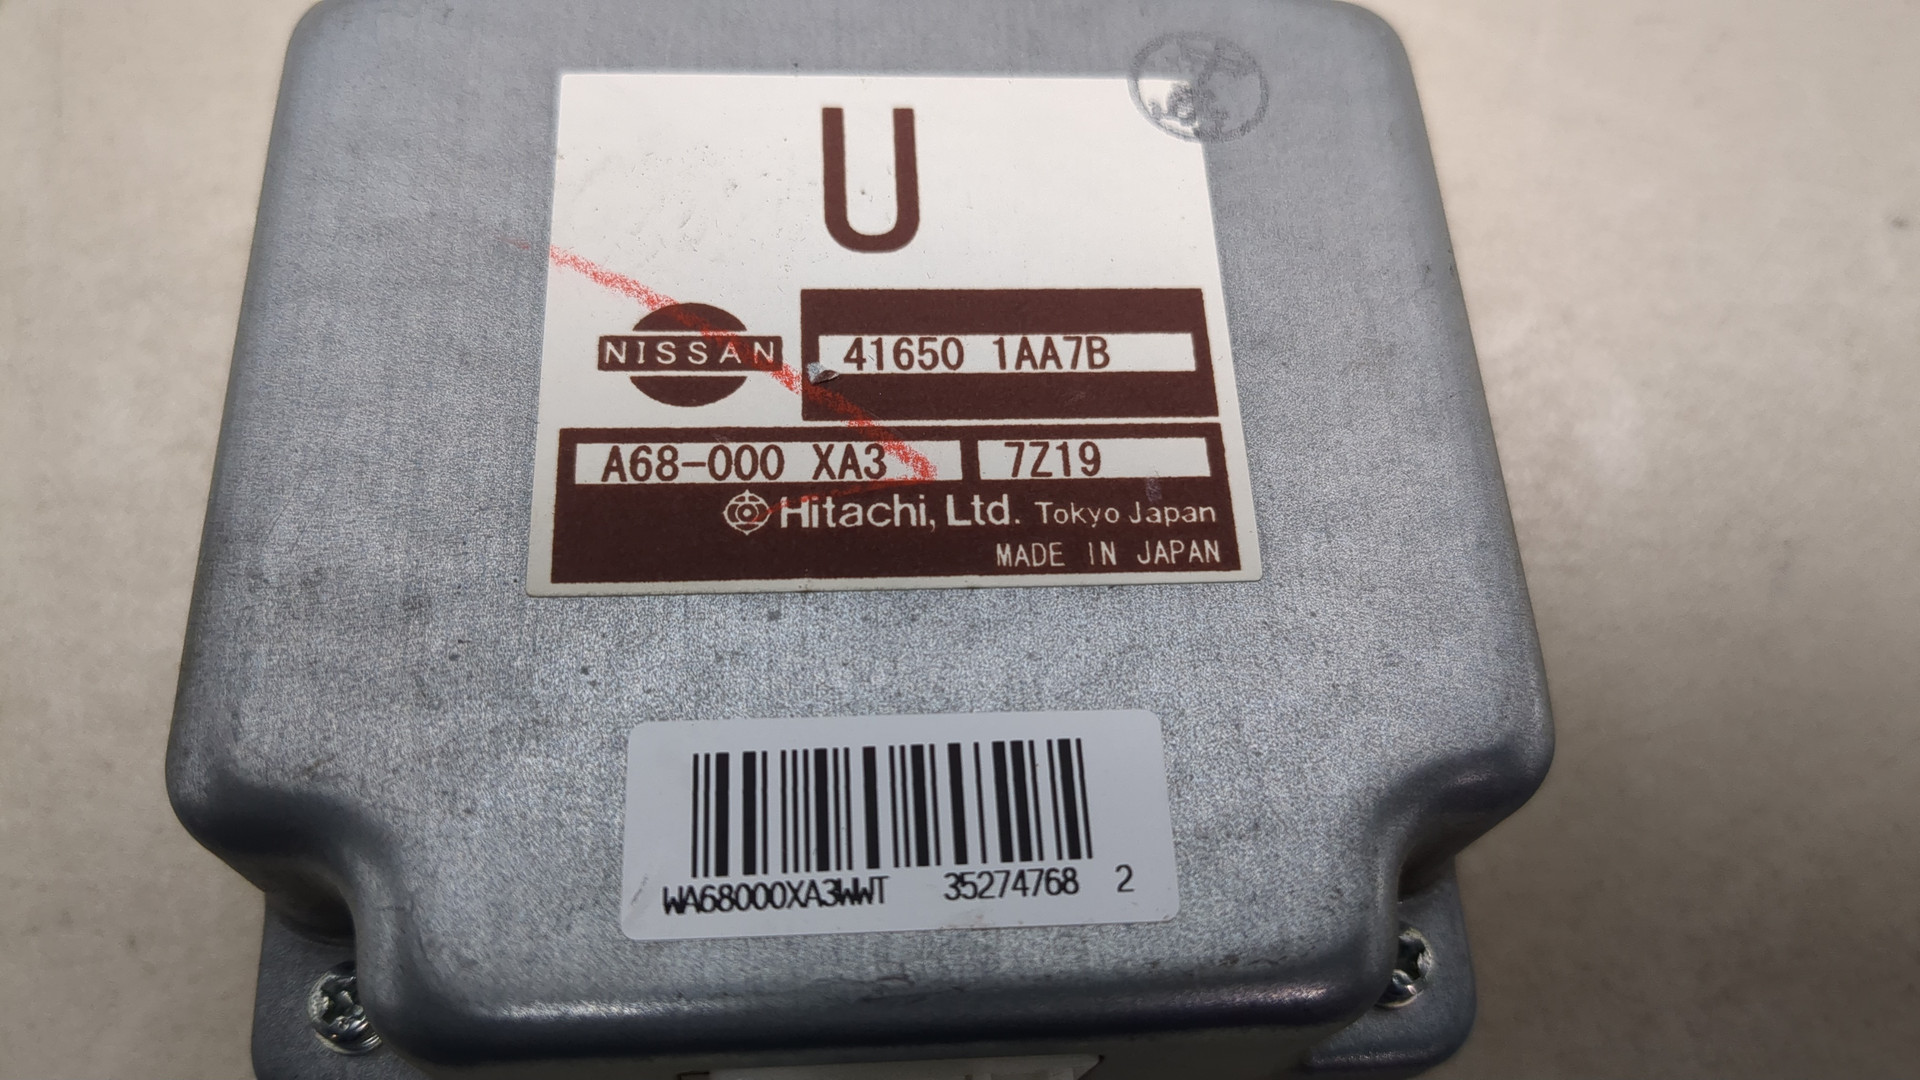 U
NISSAN
41650 1AA7B
A68-000 XA3 7Z19
Hitachi, Ltd. Tokyo Japan
MADE IN JAPAN
WA68000XA3WWT 35274768 2